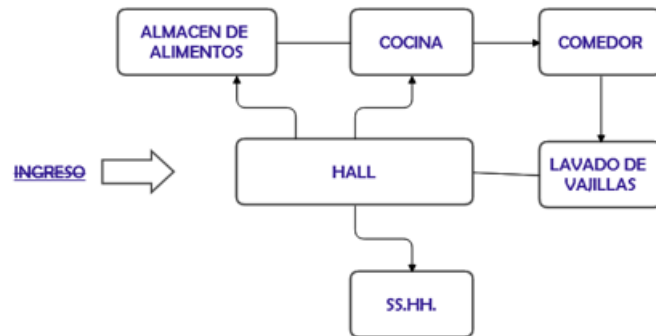 ALMACEN DE
ALIMENTOS
COCINA
COMEDOR
INGRESO
HALL
LAVADO DE
VAJILLAS
SS.HH.